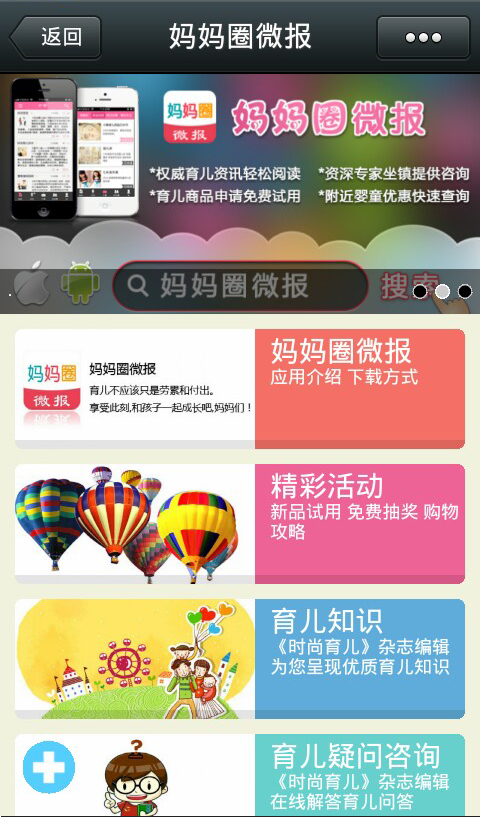 返回
妈妈圈微报
妈妈圈
微报
妈妈圈微报
*权威育儿资讯轻松阅读
*资深专家坐镇提供咨询
*育儿商品申请免费试用
*附近婴童优惠快速查询
妈妈圈微报
搜索
妈妈圈
微报
妈妈圈微报
育儿不应该只是劳累和付出。
享受此刻,和孩子一起成长吧,妈妈们!
妈妈圈微报
应用介绍 下载方式
精彩活动
新品试用 免费抽奖 购物
攻略
育儿知识
《时尚育儿》杂志编辑
为您呈现优质育儿知识
?
育儿疑问咨询
《时尚育儿》杂志编辑
在线解答育儿问答